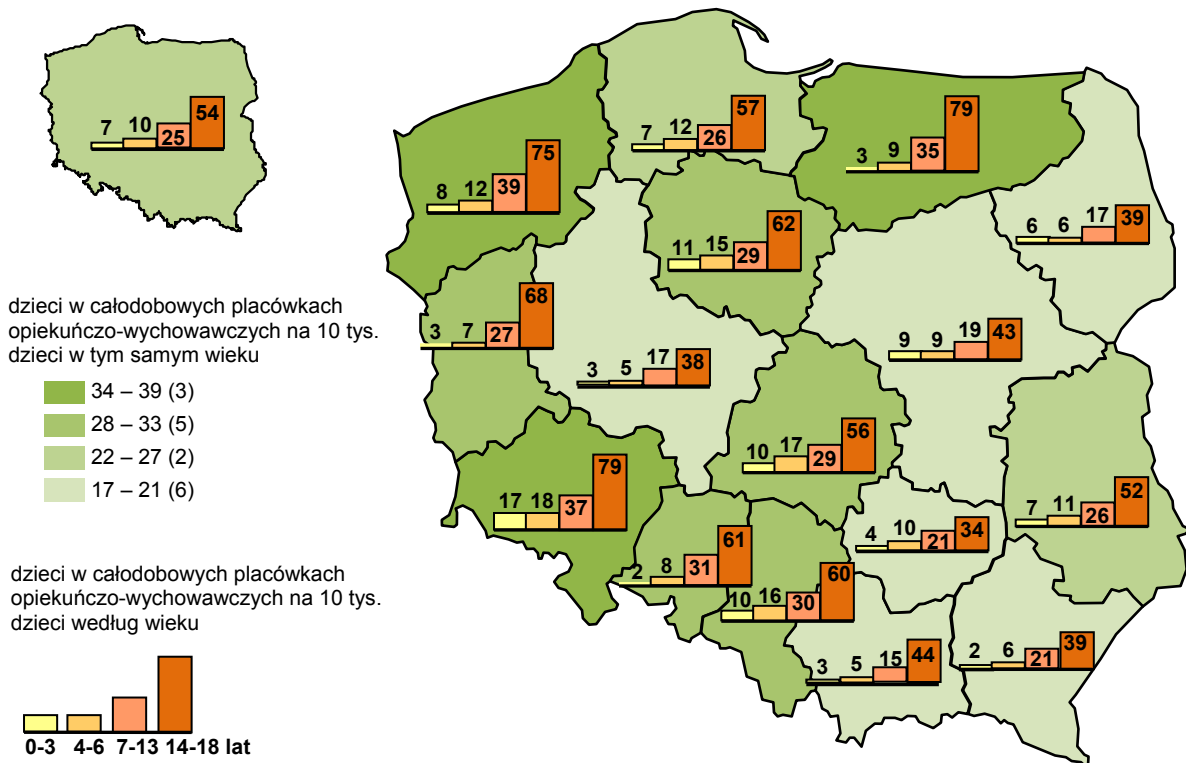 7 10 25 54
dzieci w całodobowych placówkach
opiekuńczo-wychowawczych na 10 tys.
dzieci w tym samym wieku
34 – 39 (3)
28 – 33 (5)
22 – 27 (2)
17 – 21 (6)
dzieci w całodobowych placówkach
opiekuńczo-wychowawczych na 10 tys.
dzieci według wieku
0-3 4-6 7-13 14-18 lat
8 12 39 75
7 12 26 57
3 9 35 79
6 6 17 39
11 15 29 62
3 7 27 68
3 5 17 38
9 9 19 43
10 17 29 56
17 18 37 79
7 11 26 52
4 10 21 34
2 8 31 61
10 16 30 60
3 5 15 44
2 6 21 39